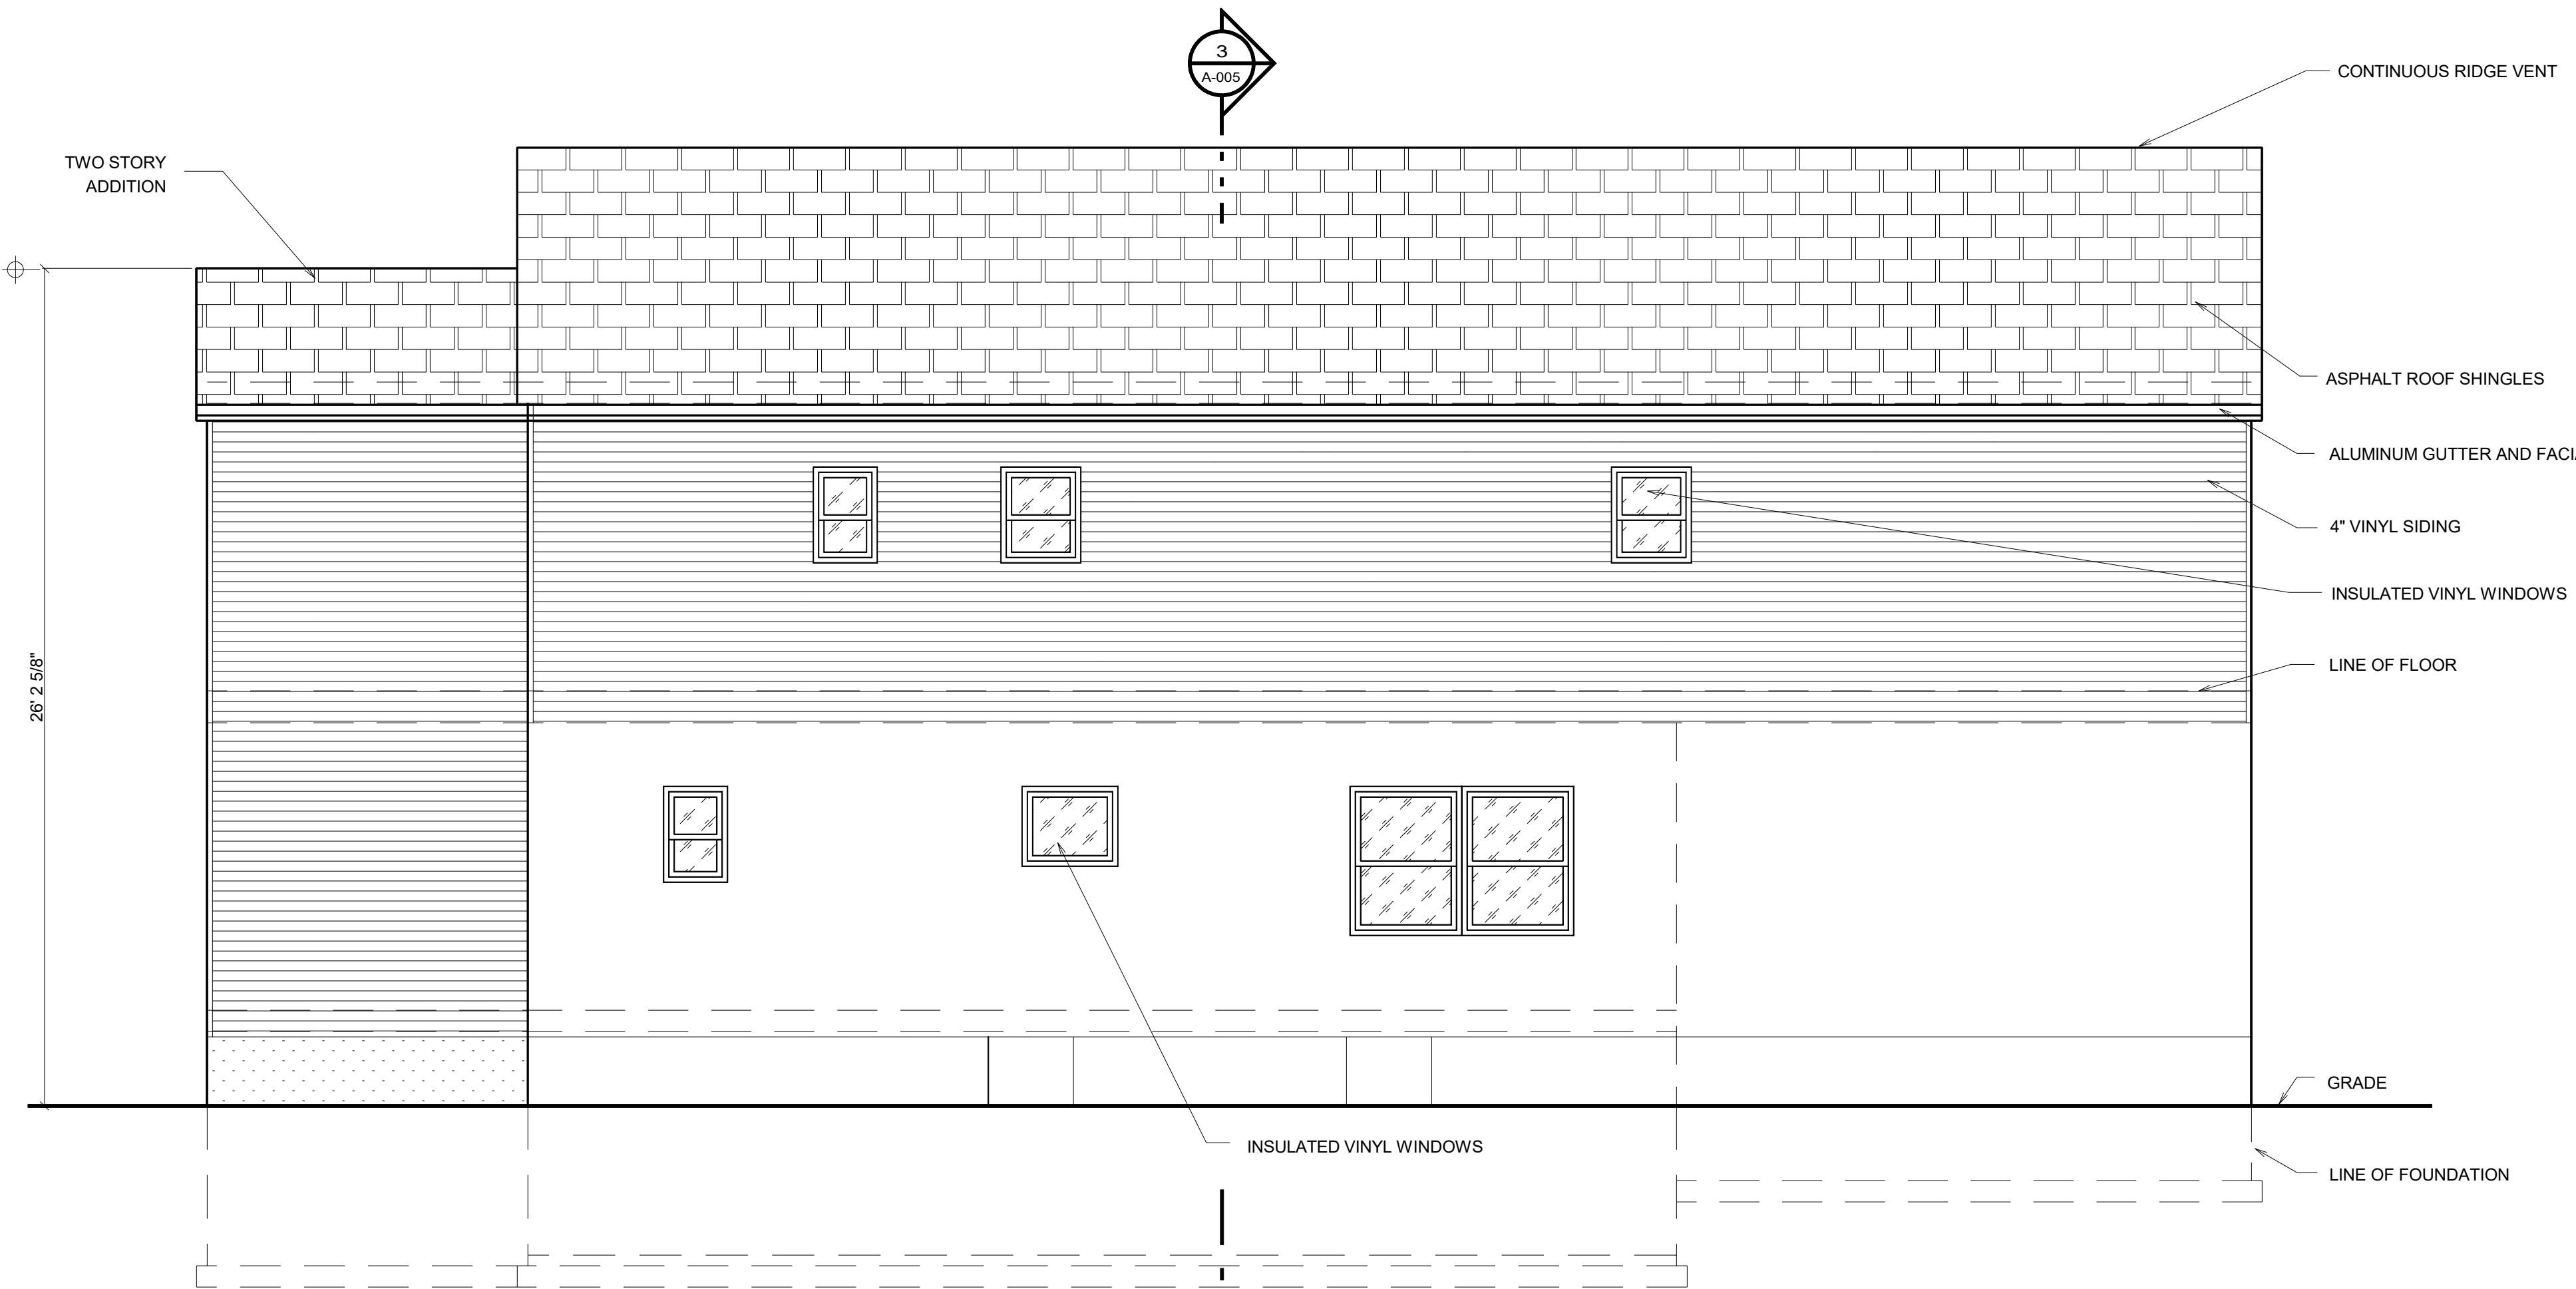 3
A-005
CONTINUOUS RIDGE VENT
TWO STORY
ADDITION
ASPHALT ROOF SHINGLES
ALUMINUM GUTTER AND FACI
4" VINYL SIDING
INSULATED VINYL WINDOWS
LINE OF FLOOR
26' 2 5/8"
GRADE
INSULATED VINYL WINDOWS
LINE OF FOUNDATION